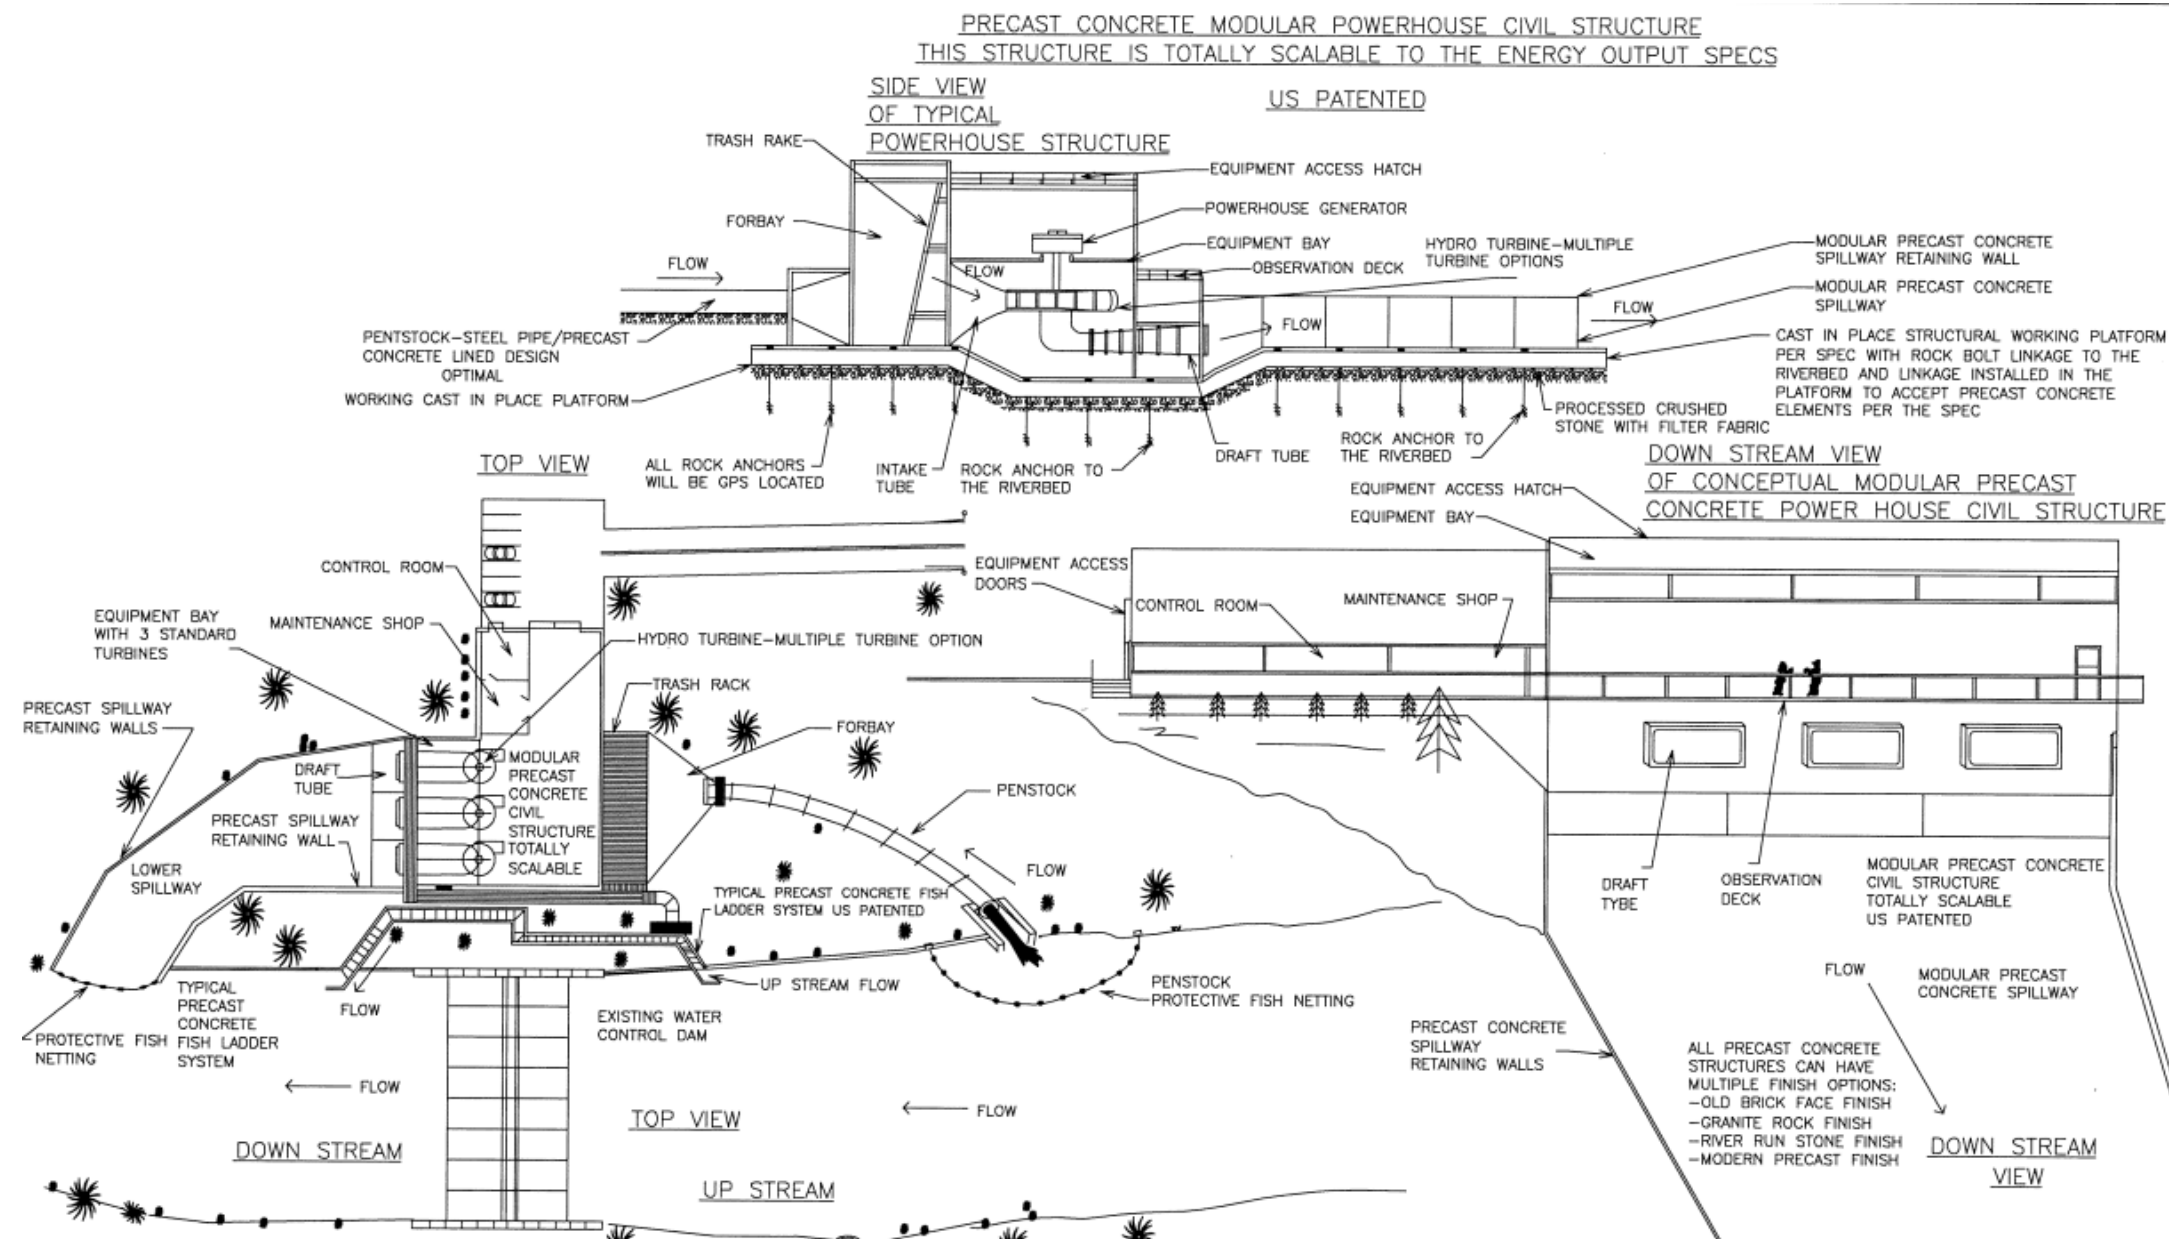 PRECAST CONCRETE MODULAR POWERHOUSE CIVIL STRUCTURE
THIS STRUCTURE IS TOTALLY SCALABLE TO THE ENERGY OUTPUT SPECS
SIDE VIEW
OF TYPICAL
POWERHOUSE STRUCTURE
US PATENTED
TRASH RAKE
EQUIPMENT ACCESS HATCH
FORBAY
POWERHOUSE GENERATOR
EQUIPMENT BAY
OBSERVATION DECK
HYDRO TURBINE-MULTIPLE
TURBINE OPTIONS
MODULAR PRECAST CONCRETE
SPILLWAY RETAINING WALL
FLOW
FLOW
FLOW
FLOW
MODULAR PRECAST CONCRETE
SPILLWAY
PENTSTOCK-STEEL PIPE/PRECAST
CONCRETE LINED DESIGN
OPTIMAL
WORKING CAST IN PLACE PLATFORM
CAST IN PLACE STRUCTURAL WORKING PLATFORM
PER SPEC WITH ROCK BOLT LINKAGE TO THE
RIVERBED AND LINKAGE INSTALLED IN THE
PLATFORM TO ACCEPT PRECAST CONCRETE
ELEMENTS PER THE SPEC
PROCESSED CRUSHED
STONE WITH FILTER FABRIC
ALL ROCK ANCHORS
WILL BE GPS LOCATED
INTAKE
TUBE
ROCK ANCHOR TO
THE RIVERBED
DRAFT TUBE
ROCK ANCHOR TO
THE RIVERBED
TOP VIEW
CONTROL ROOM
EQUIPMENT BAY
WITH 3 STANDARD
TURBINES
MAINTENANCE SHOP
HYDRO TURBINE-MULTIPLE TURBINE OPTION
TRASH RACK
PRECAST SPILLWAY
RETAINING WALLS
FORBAY
DRAFT
TUBE
MODULAR
PRECAST
CONCRETE
CIVIL
STRUCTURE
TOTALLY
SCALABLE
PENSTOCK
PRECAST SPILLWAY
RETAINING WALL
LOWER
SPILLWAY
FLOW
TYPICAL PRECAST CONCRETE FISH
LADDER SYSTEM US PATENTED
UP STREAM FLOW
PENSTOCK
PROTECTIVE FISH NETTING
TYPICAL
PRECAST
CONCRETE
FISH LADDER
SYSTEM
PROTECTIVE FISH
NETTING
FLOW
EXISTING WATER
CONTROL DAM
FLOW
FLOW
TOP VIEW
DOWN STREAM
UP STREAM
DOWN STREAM VIEW
OF CONCEPTUAL MODULAR PRECAST
CONCRETE POWER HOUSE CIVIL STRUCTURE
EQUIPMENT ACCESS HATCH
EQUIPMENT BAY
EQUIPMENT ACCESS
DOORS
CONTROL ROOM
MAINTENANCE SHOP
DRAFT
TYBE
OBSERVATION
DECK
MODULAR PRECAST CONCRETE
CIVIL STRUCTURE
TOTALLY SCALABLE
US PATENTED
FLOW
MODULAR PRECAST
CONCRETE SPILLWAY
PRECAST CONCRETE
SPILLWAY
RETAINING WALLS
ALL PRECAST CONCRETE
STRUCTURES CAN HAVE
MULTIPLE FINISH OPTIONS:
-OLD BRICK FACE FINISH
-GRANITE ROCK FINISH
-RIVER RUN STONE FINISH
-MODERN PRECAST FINISH
DOWN STREAM
VIEW